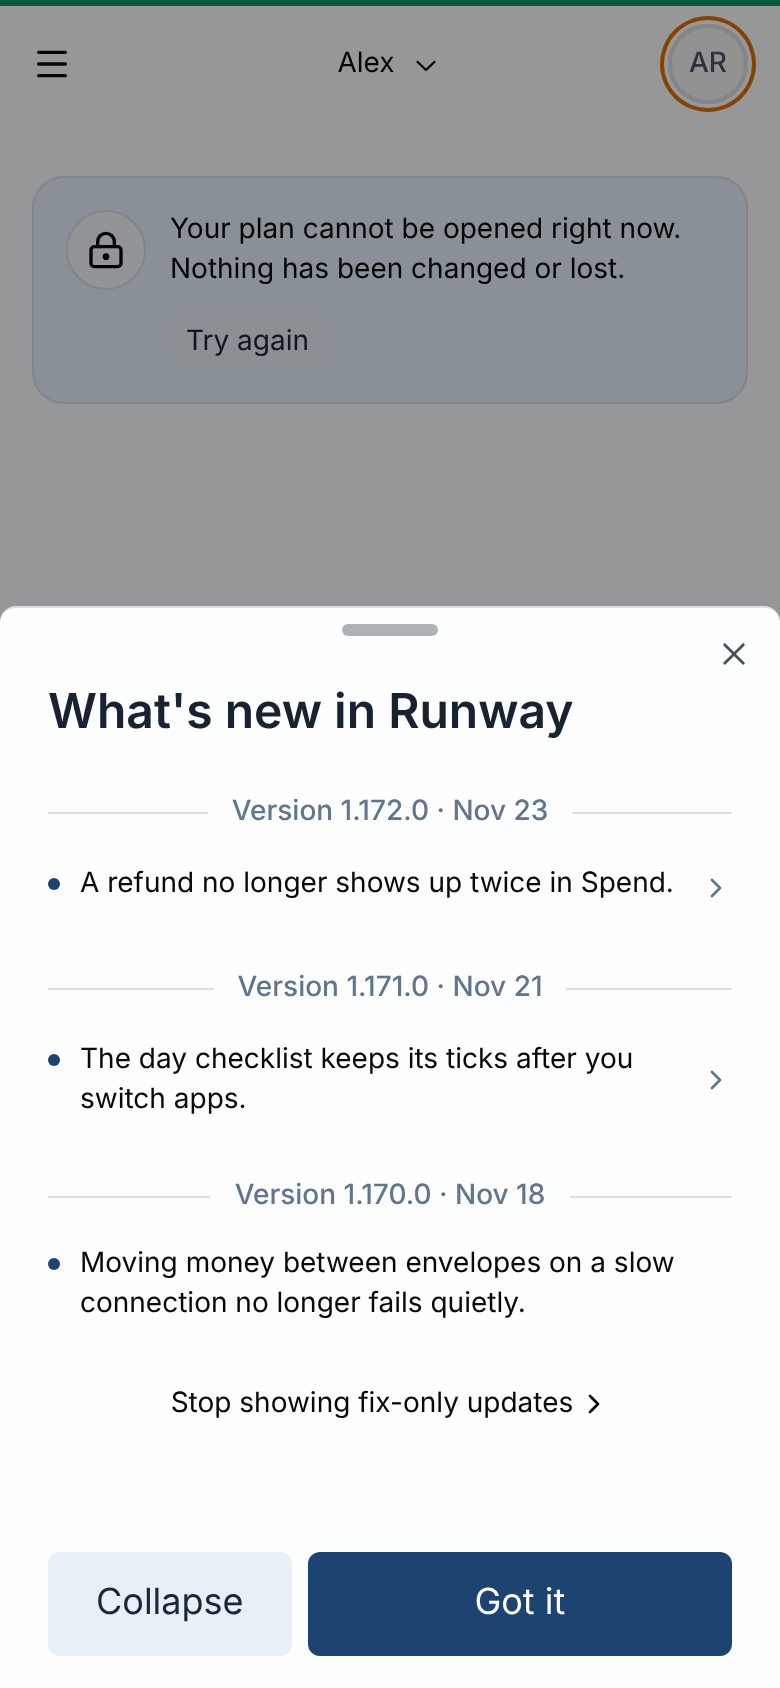 Alex
AR
Your plan cannot be opened right now.
Nothing has been changed or lost.
Try again
What's new in Runway
Version 1.172.0 · Nov 23
A refund no longer shows up twice in Spend.
Version 1.171.0 · Nov 21
The day checklist keeps its ticks after you
switch apps.
Version 1.170.0 · Nov 18
Moving money between envelopes on a slow
connection no longer fails quietly.
Stop showing fix-only updates
Collapse
Got it